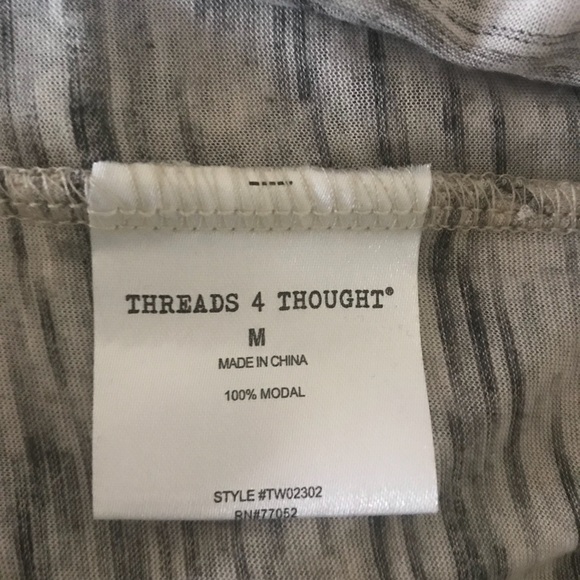 THREADS 4 THOUGHT®
M
MADE IN CHINA
100% MODAL
STYLE #TW02302
RN#77052